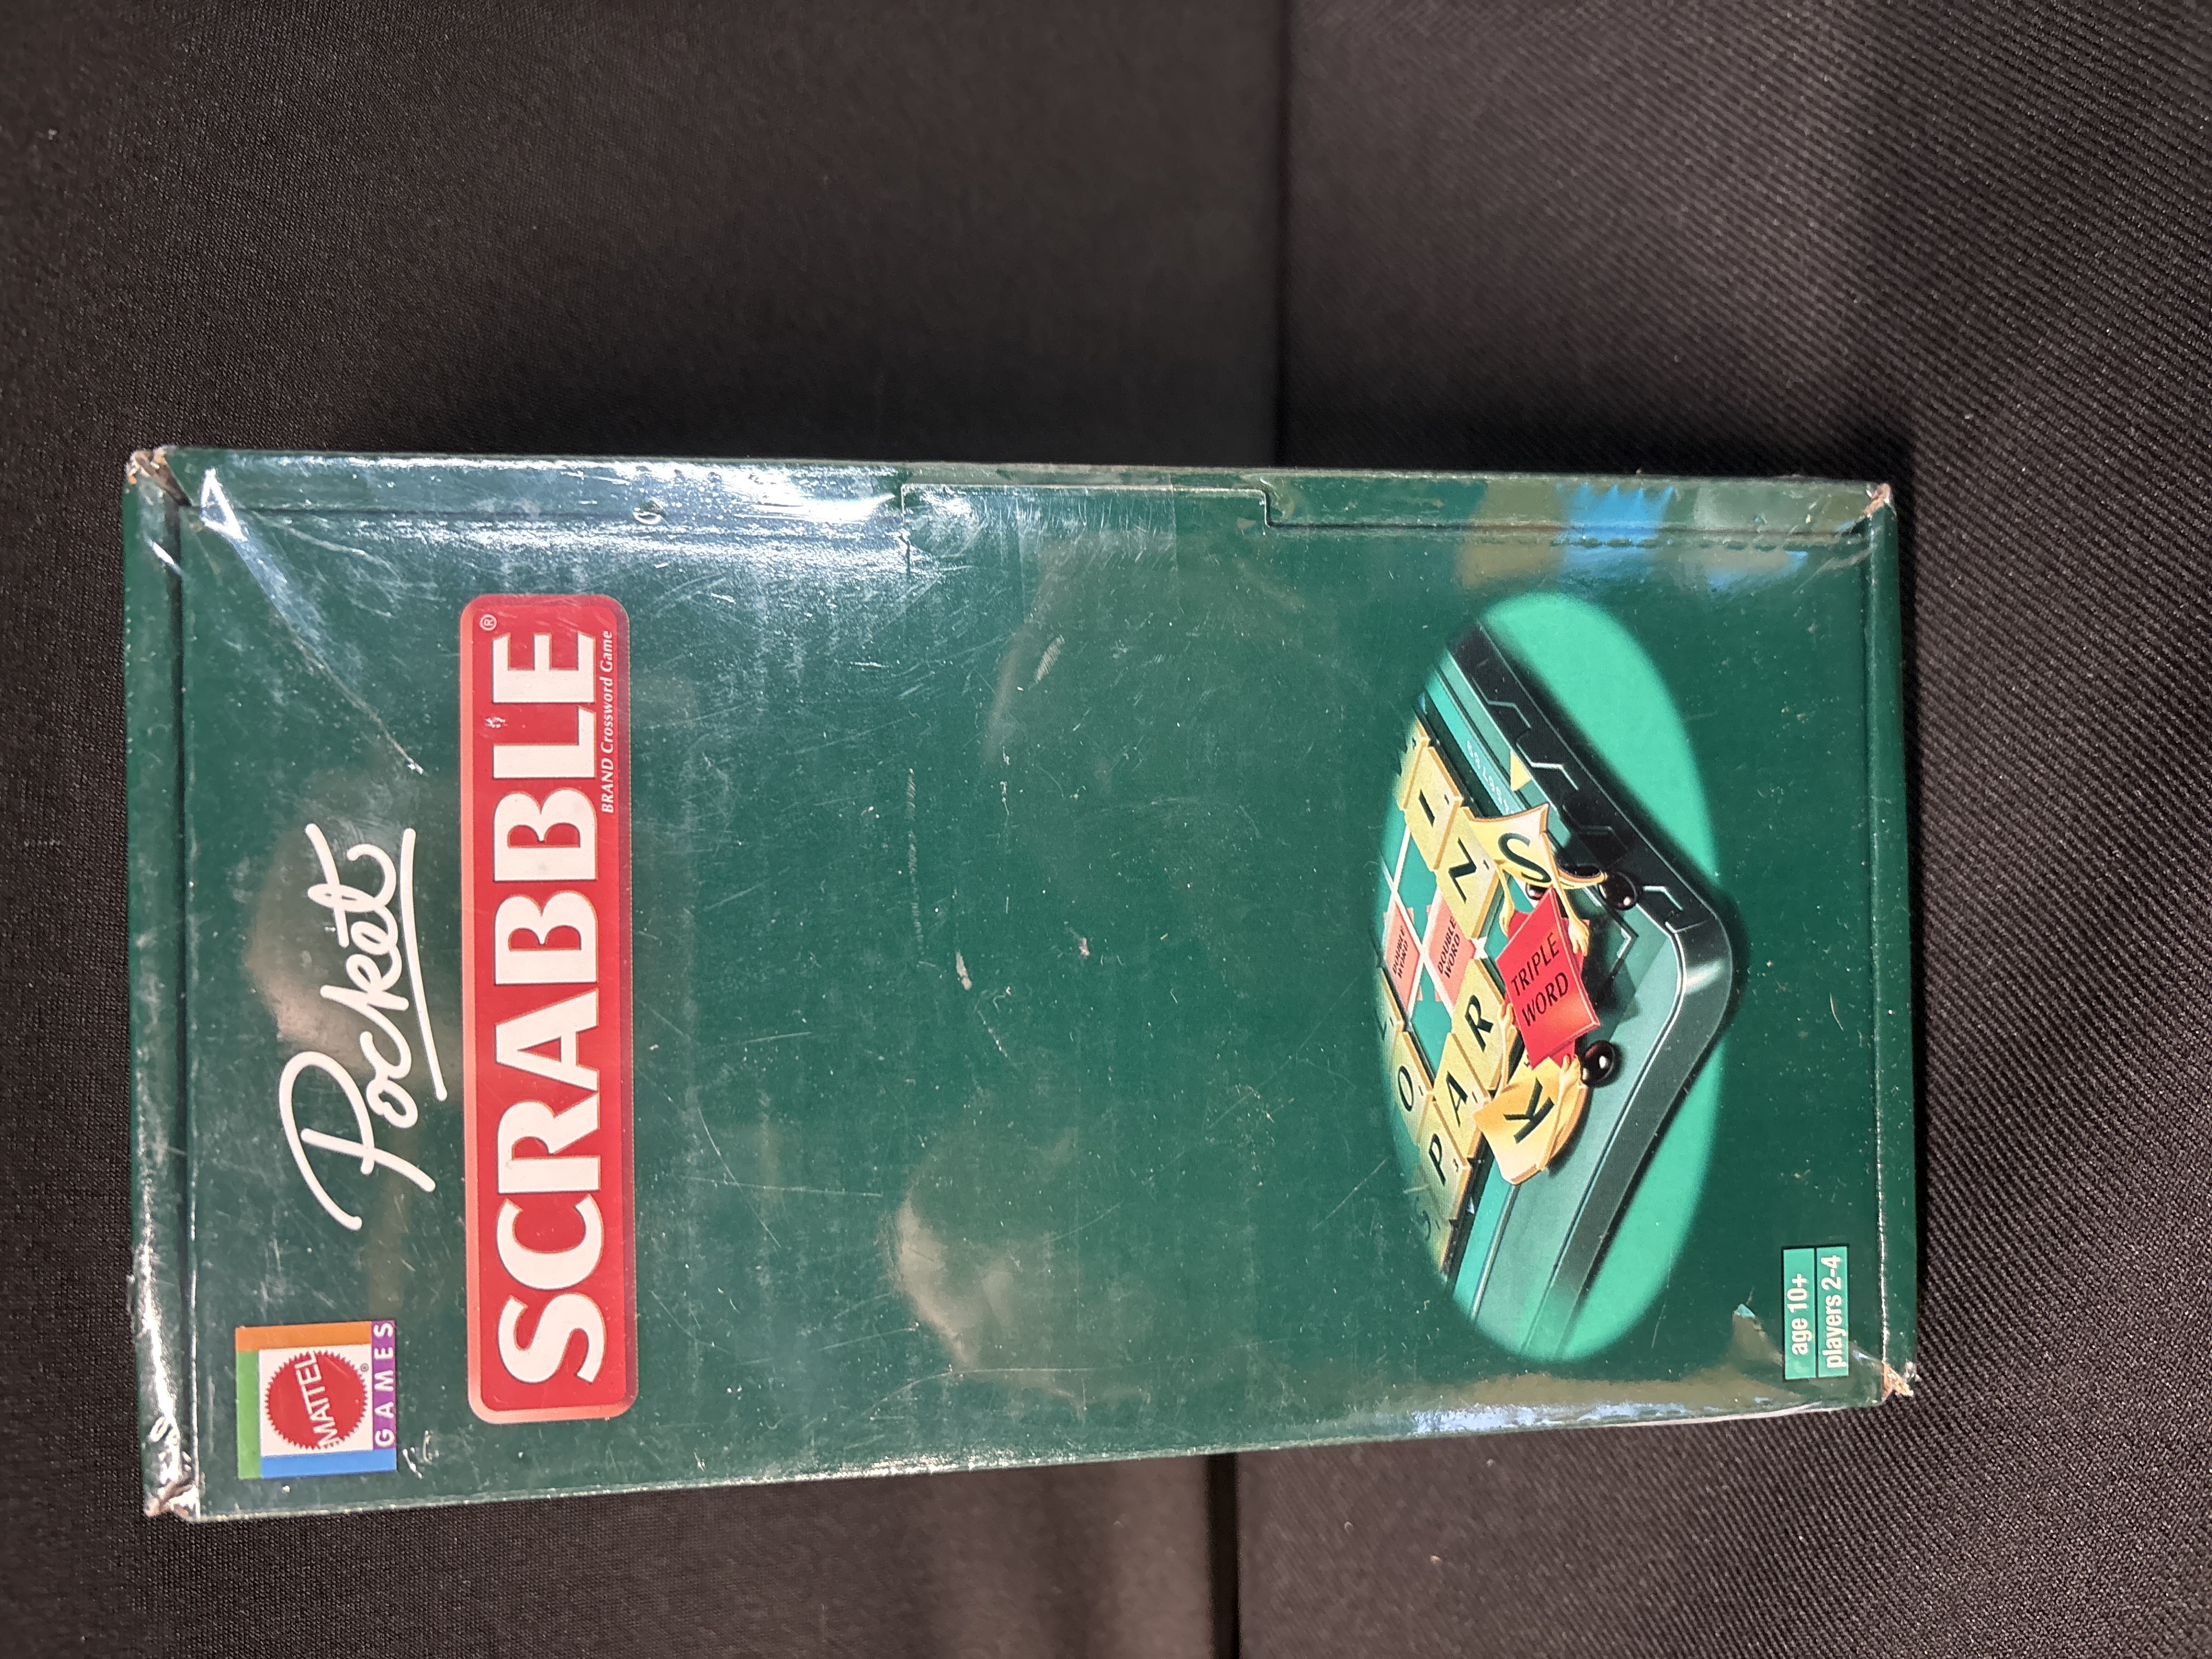 MATTEL®
GAMES
Pocket
SCRABBLE®
BRAND Crossword Game
DOUBLE
WORD
DOUBLE
WORD
TRIPLE
WORD
O
I
P
A
R
K
N
S
age 10+
players 2-4